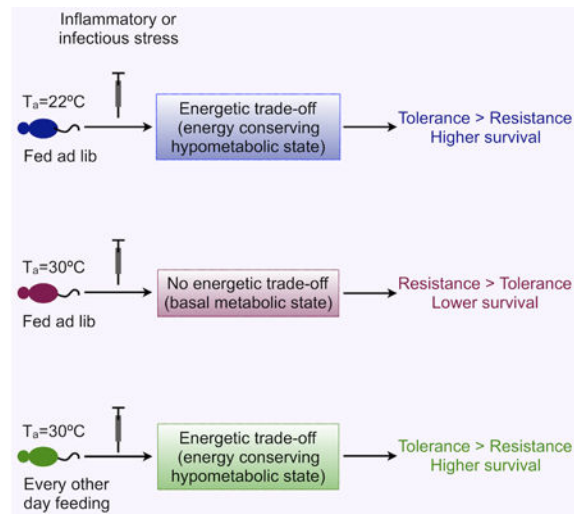 Inflammatory or
infectious stress
Tₐ=22ºC
Fed ad lib
Energetic trade-off
(energy conserving
hypometabolic state)
Tolerance > Resistance
Higher survival
Tₐ=30ºC
Fed ad lib
No energetic trade-off
(basal metabolic state)
Resistance > Tolerance
Lower survival
Tₐ=30ºC
Every other
day feeding
Energetic trade-off
(energy conserving
hypometabolic state)
Tolerance > Resistance
Higher survival